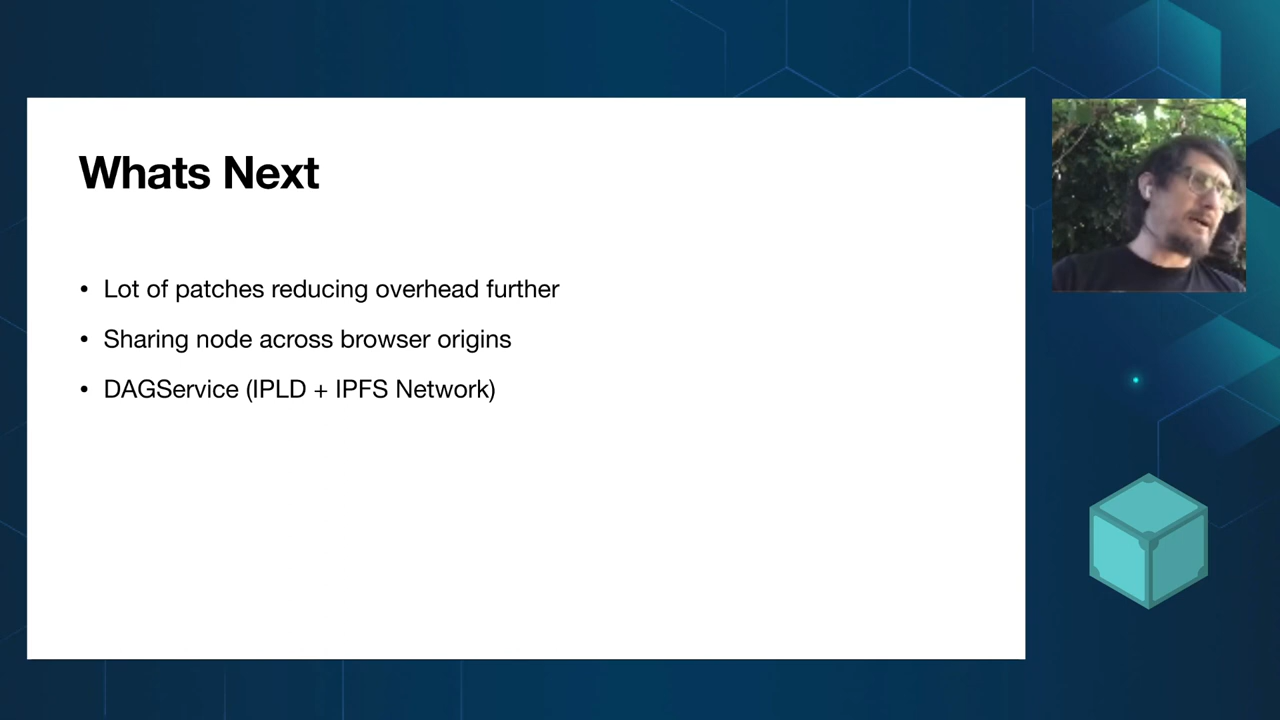 Whats Next
• Lot of patches reducing overhead further
• Sharing node across browser origins
• DAGService (IPLD + IPFS Network)